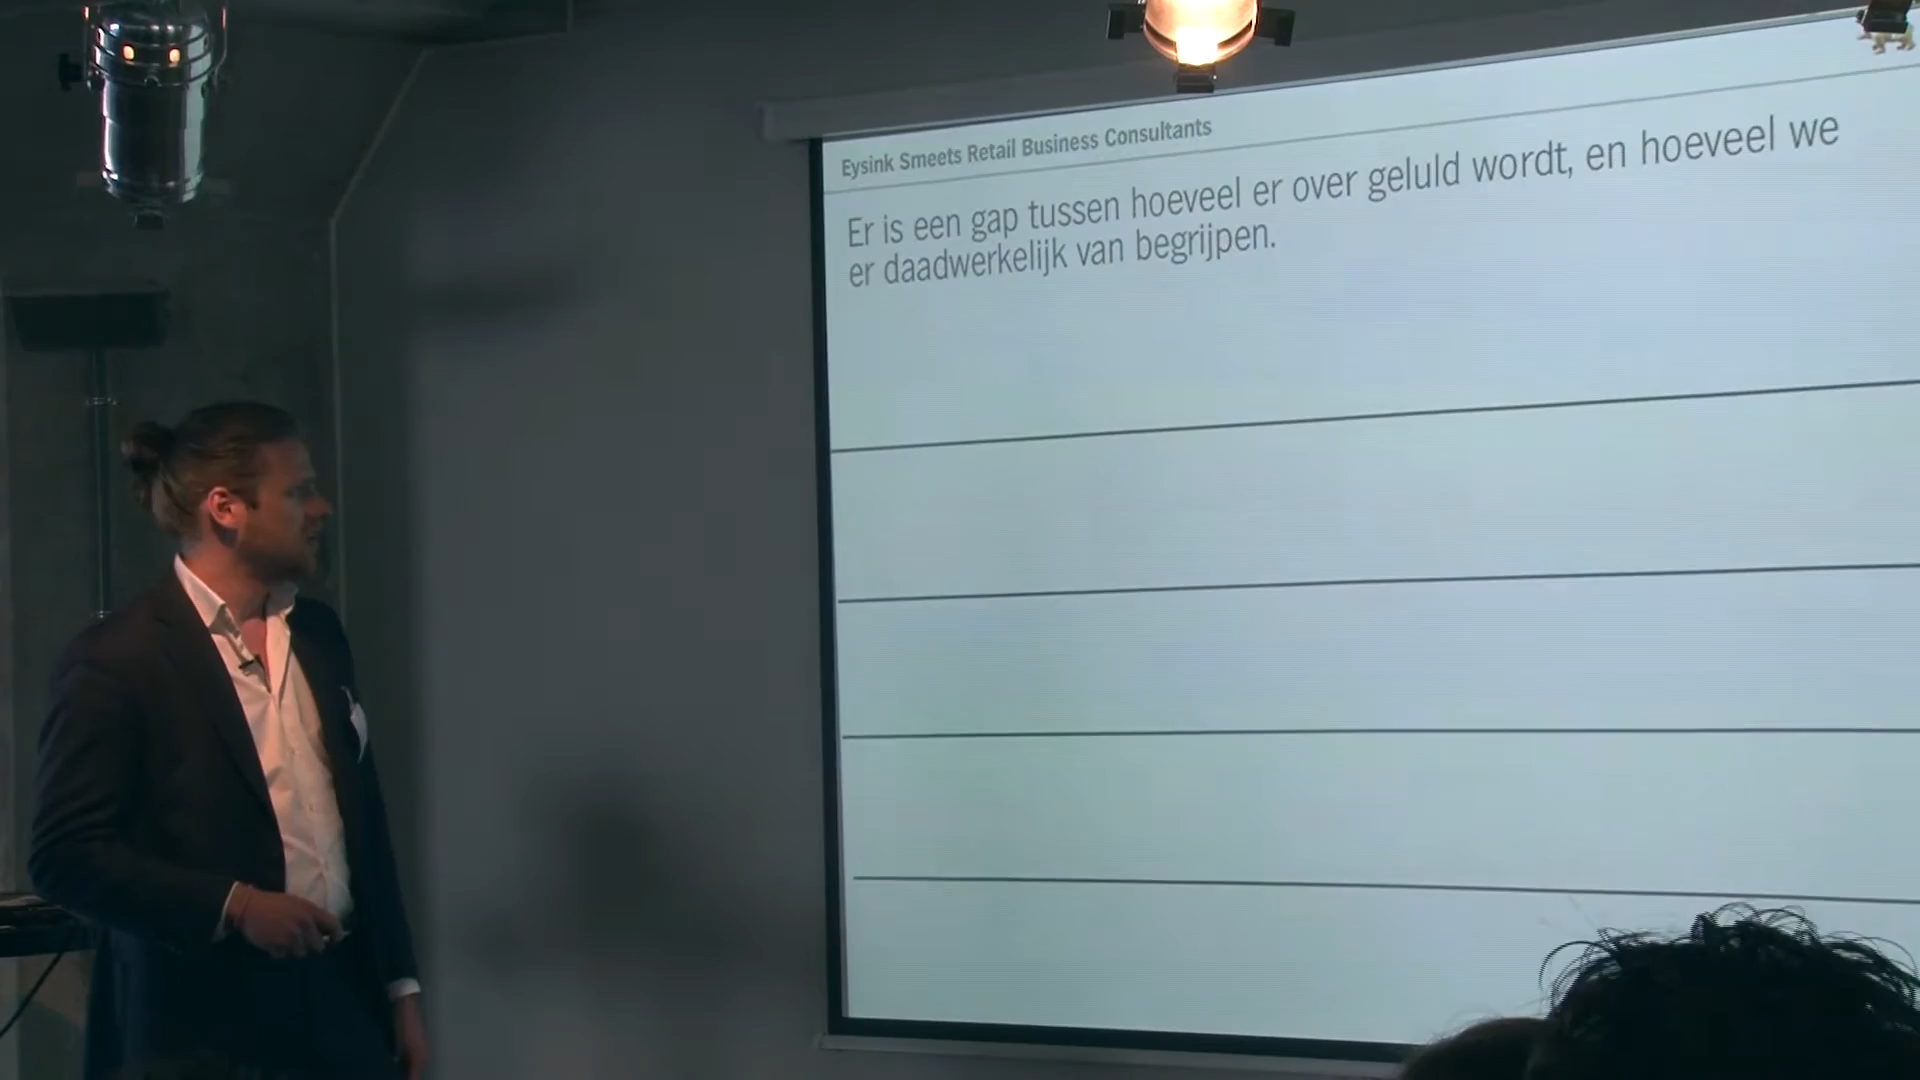 Eysink Smeets Retail Business Consultants
Er is een gap tussen hoeveel er over geluld wordt, en hoeveel we
er daadwerkelijk van begrijpen.